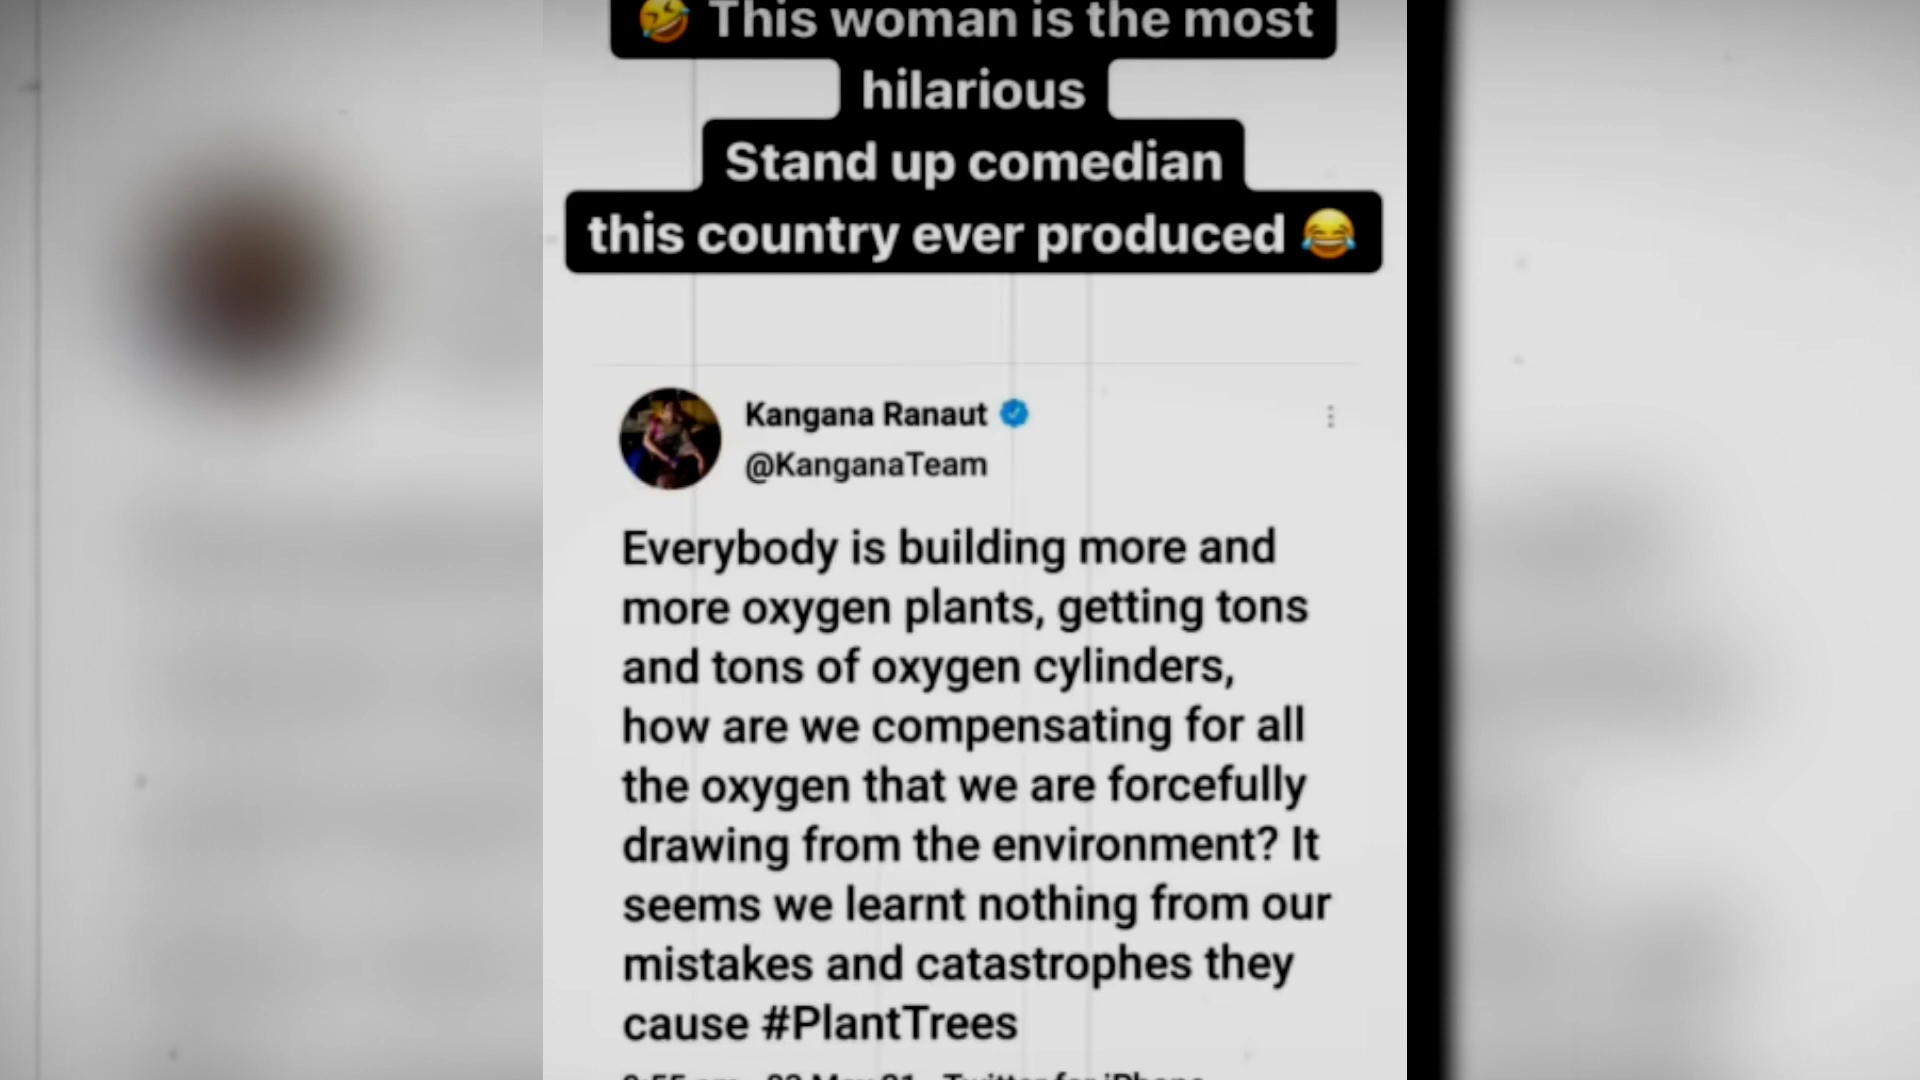 🤣 This woman is the most
hilarious
Stand up comedian
this country ever produced 😂
Kangana Ranaut
@KanganaTeam
Everybody is building more and
more oxygen plants, getting tons
and tons of oxygen cylinders,
how are we compensating for all
the oxygen that we are forcefully
drawing from the environment? It
seems we learnt nothing from our
mistakes and catastrophes they
cause #PlantTrees